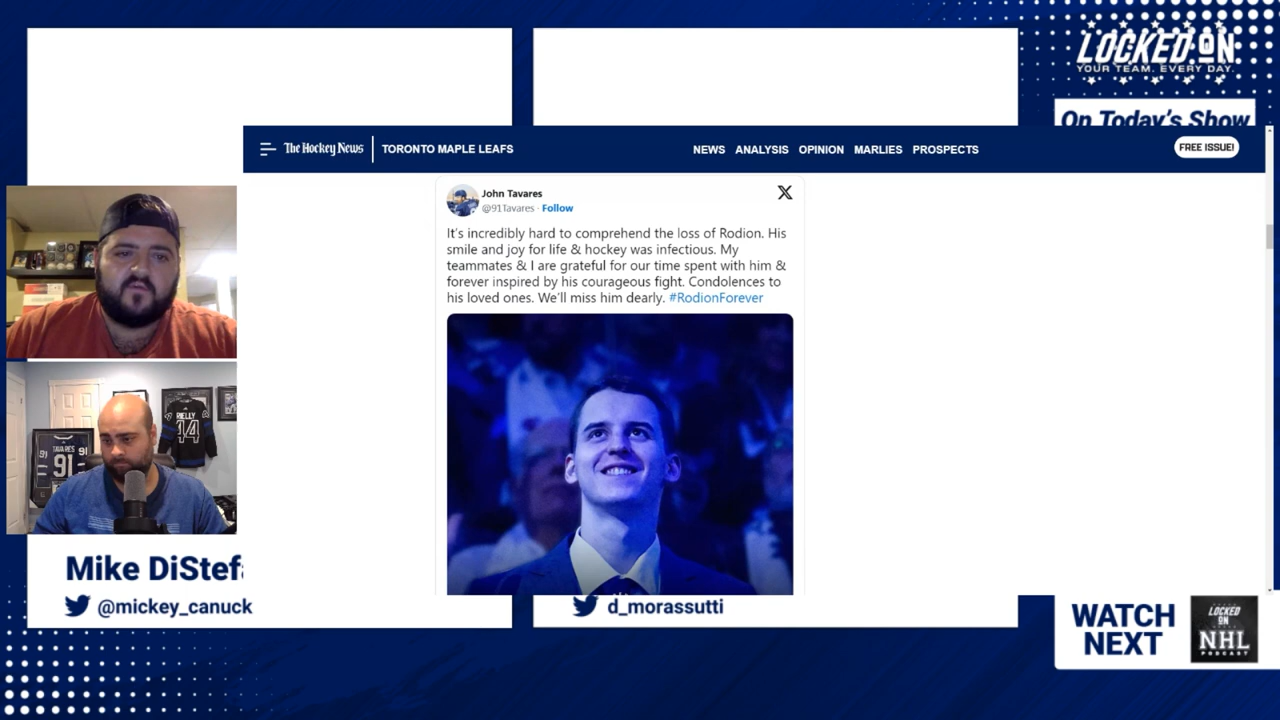 LOCKED ON
YOUR TEAM. EVERY DAY.
On Today's Show
The Hockey News
TORONTO MAPLE LEAFS
NEWS ANALYSIS OPINION MARLIES PROSPECTS
FREE ISSUE!
John Tavares
@91Tavares · Follow
X
It's incredibly hard to comprehend the loss of Rodion. His
smile and joy for life & hockey was infectious. My
teammates & I are grateful for our time spent with him &
forever inspired by his courageous fight. Condolences to
his loved ones. We'll miss him dearly. #RodionForever
RIELLY
44
TAVARES
91
91
Mike DiStef
@mickey_canuck
d_morassutti
WATCH
NEXT
LOCKED
ON
NHL
PODCAST